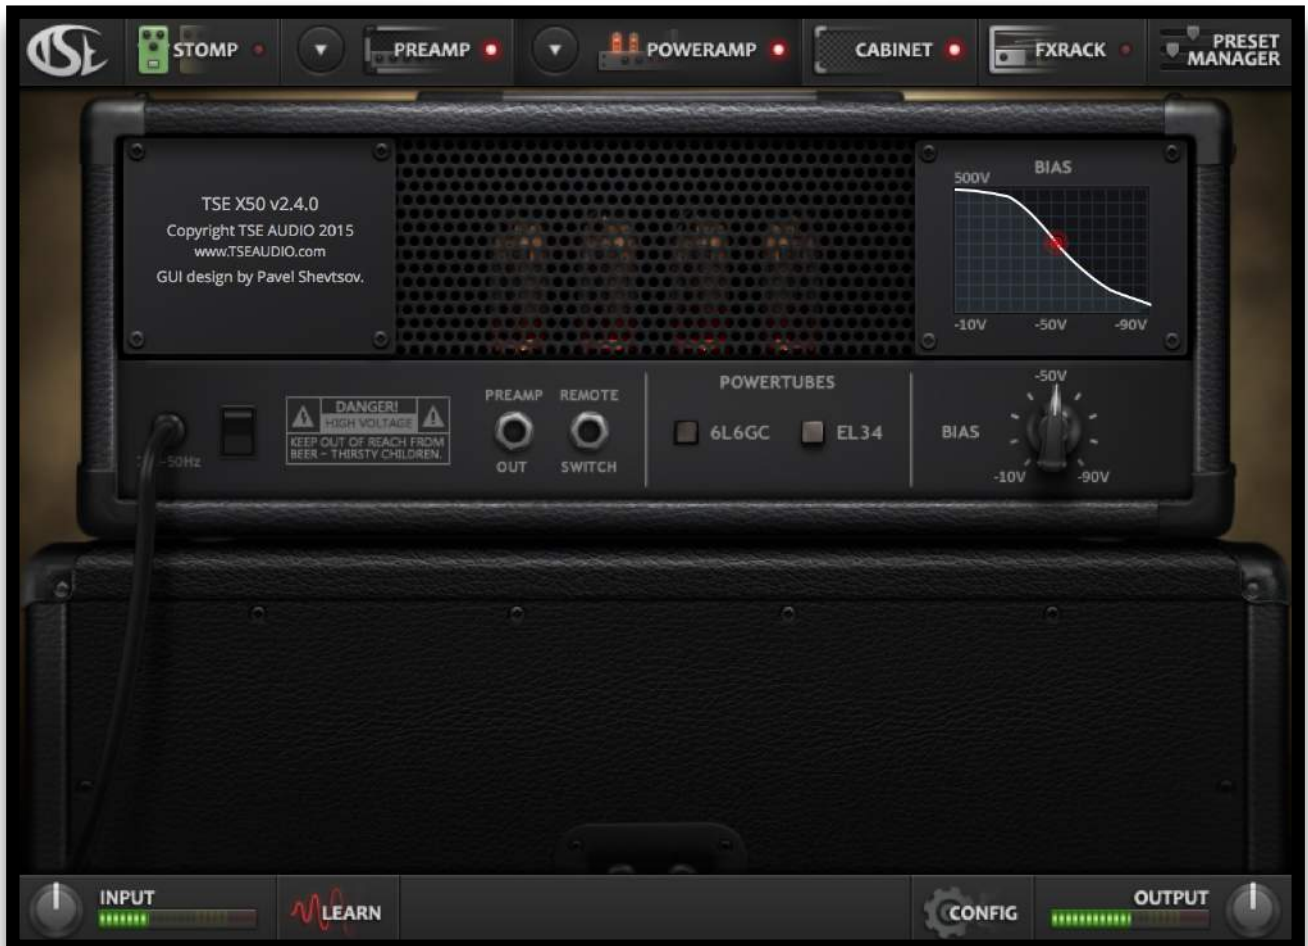 TSE
STOMP
PREAMP
POWERAMP
CABINET
FXRACK
PRESET
MANAGER
TSE X50 v2.4.0
Copyright TSE AUDIO 2015
www.TSEAUDIO.com
GUI design by Pavel Shevtsov.
BIAS
500V
-10V
-50V
-90V
DANGER!
HIGH VOLTAGE
KEEP OUT OF REACH FROM
BEER - THIRSTY CHILDREN.
PREAMP
OUT
REMOTE
SWITCH
POWERTUBES
6L6GC
EL34
BIAS
-50V
-10V
-90V
INPUT
LEARN
CONFIG
OUTPUT